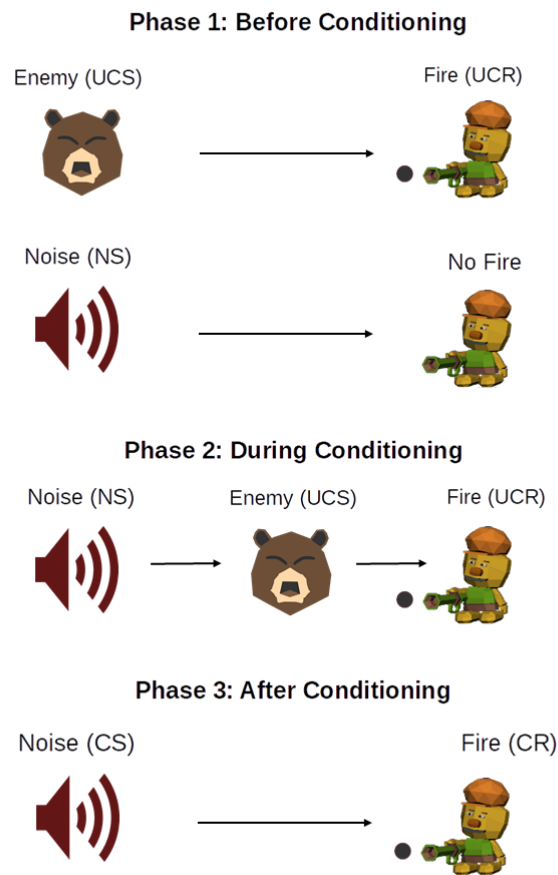 Phase 1: Before Conditioning
Enemy (UCS)
Fire (UCR)
Noise (NS)
No Fire
Phase 2: During Conditioning
Noise (NS)
Enemy (UCS)
Fire (UCR)
Phase 3: After Conditioning
Noise (CS)
Fire (CR)